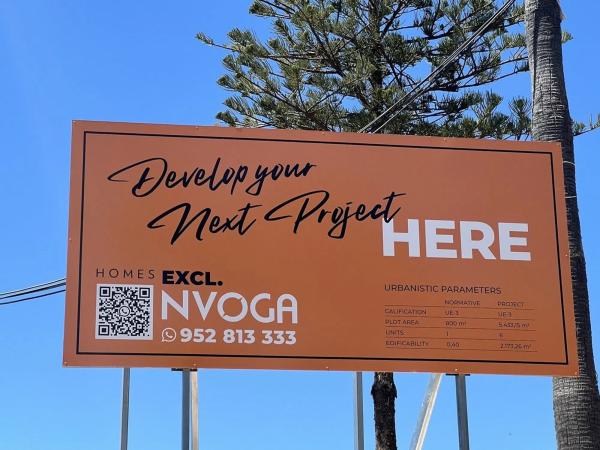 Develop your
Next Project
HERE
HOMES EXCL.
NVOGA
952 813 333
URBANISTIC PARAMETERS
NORMATIVE PROJECT
CALIFICATION UE-3 UE-3
PLOT AREA 800 m² 5.433,15 m²
UNITS 1 6
EDIFICABILITY 0,40 2.173,26 m²